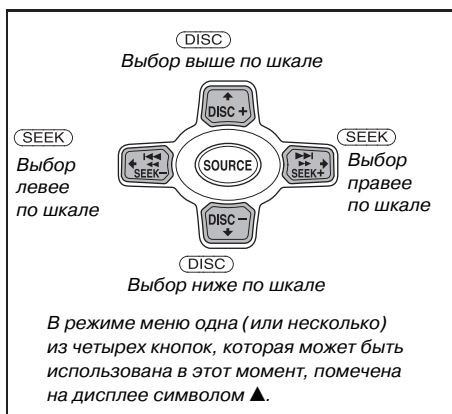 DISC
Выбор выше по шкале
DISC +
SEEK
Выбор
левее
по шкале
SEEK–
SOURCE
SEEK+
SEEK
Выбор
правее
по шкале
DISC –
DISC
Выбор ниже по шкале
В режиме меню одна (или несколько)
из четырех кнопок, которая может быть
использована в этот момент, помечена
на дисплее символом ▲.